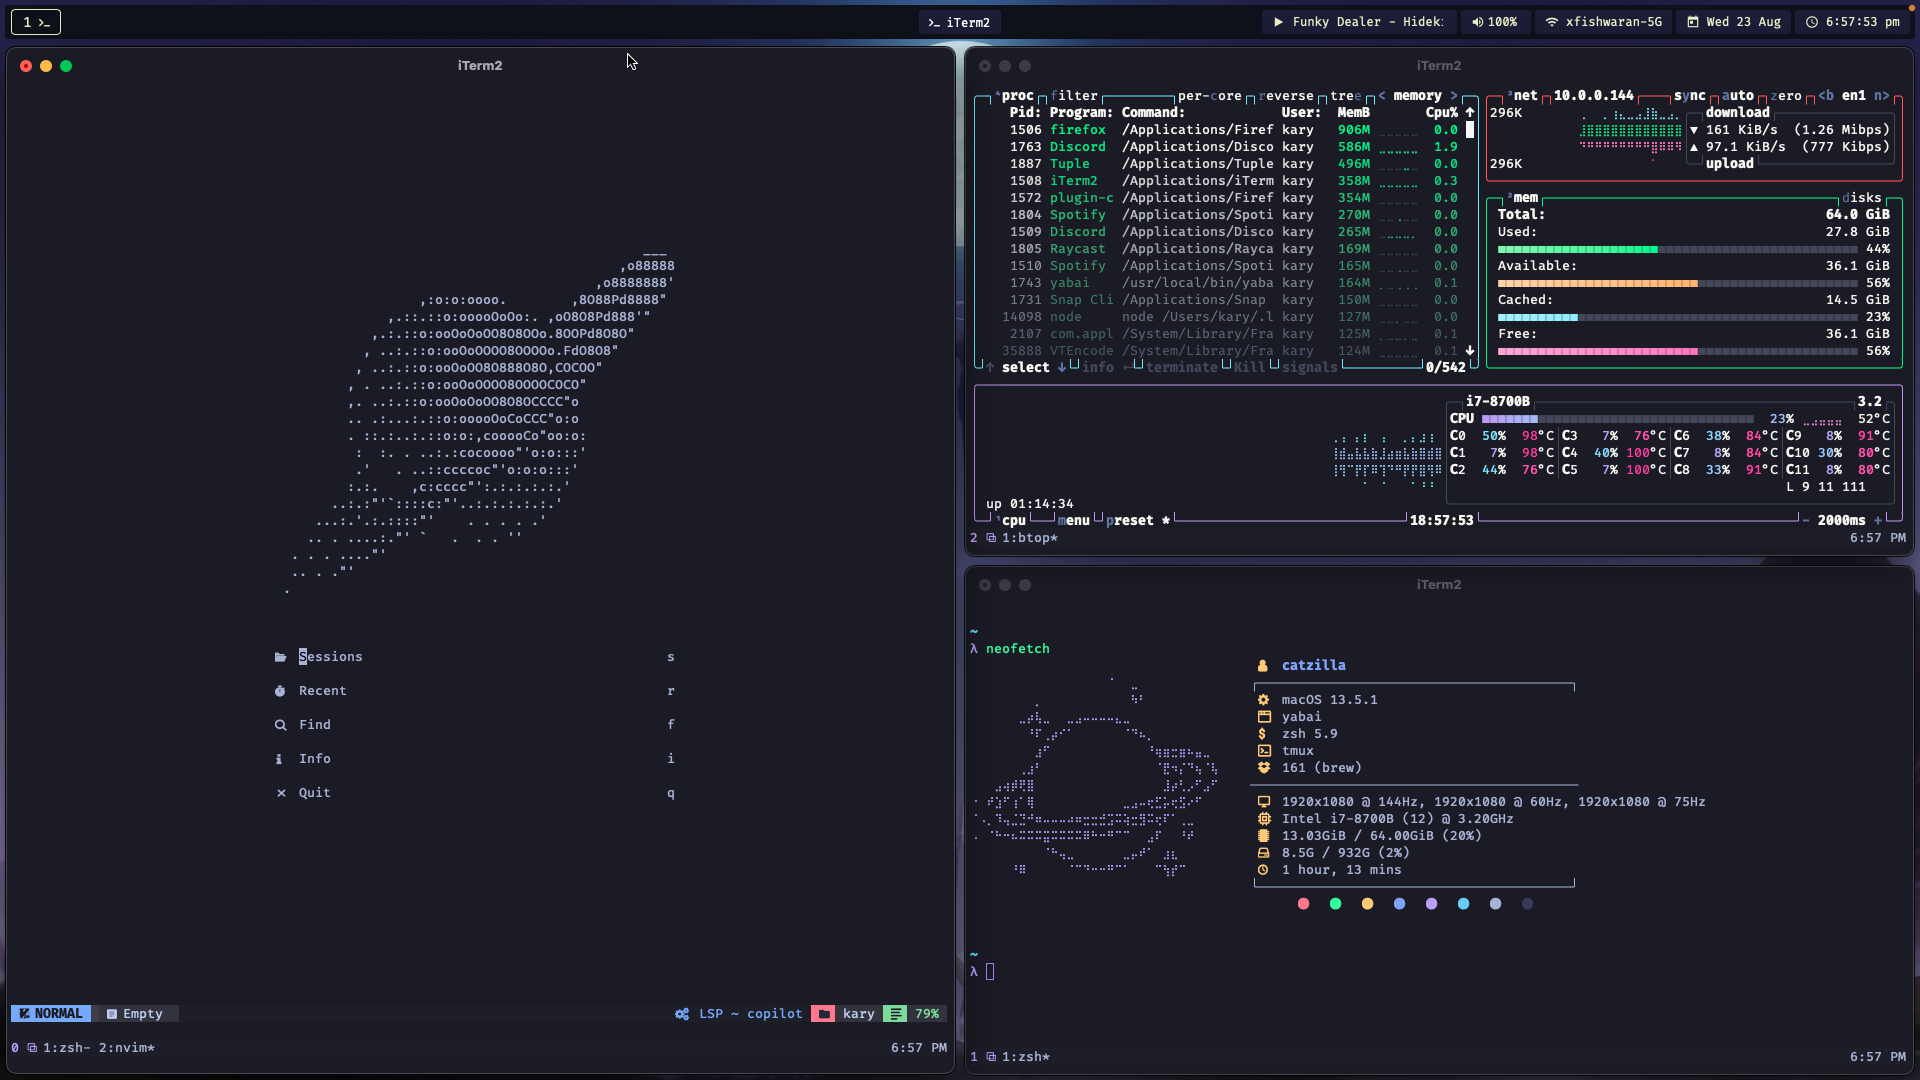 1 >_
>_ iTerm2
▶ Funky Dealer - Hidek:
100%
xfishwaran-5G
Wed 23 Aug
6:57:53 pm
iTerm2
Sessions s
Recent r
Find f
Info i
Quit q
NORMAL Empty
LSP ~ copilot kary 79%
0 1:zsh- 2:nvim* 6:57 PM
iTerm2
⁴proc filter per-core reverse tree < memory >
Pid: Program: Command: User: MemB Cpu% ↑
1506 firefox /Applications/Firef kary 906M 0.0
1763 Discord /Applications/Disco kary 586M 1.9
1887 Tuple /Applications/Tuple kary 496M 0.0
1508 iTerm2 /Applications/iTerm kary 358M 0.3
1572 plugin-c /Applications/Firef kary 354M 0.0
1804 Spotify /Applications/Spoti kary 270M 0.0
1509 Discord /Applications/Disco kary 265M 0.0
1805 Raycast /Applications/Rayca kary 169M 0.0
1510 Spotify /Applications/Spoti kary 165M 0.0
1743 yabai /usr/local/bin/yaba kary 164M 0.1
1731 Snap Cli /Applications/Snap kary 150M 0.0
14098 node node /Users/kary/.l kary 127M 0.0
2107 com.appl /System/Library/Fra kary 125M 0.1
35888 VTEncode /System/Library/Fra kary 124M 0.1 ↓
↑ select ↓ info ← terminate Kill signals 0/542
³net 10.0.0.144 sync auto zero <b en1 n>
296K
download
▼ 161 KiB/s (1.26 Mibps)
▲ 97.1 KiB/s (777 Kibps)
296K upload
²mem disks
Total: 64.0 GiB
Used: 27.8 GiB
44%
Available: 36.1 GiB
56%
Cached: 14.5 GiB
23%
Free: 36.1 GiB
56%
i7-8700B 3.2
CPU 23% 52°C
C0 50% 98°C C3 7% 76°C C6 38% 84°C C9 8% 91°C
C1 7% 98°C C4 40% 100°C C7 8% 84°C C10 30% 80°C
C2 44% 76°C C5 7% 100°C C8 33% 91°C C11 8% 80°C
L 9 11 111
up 01:14:34
¹cpu menu preset * 18:57:53 - 2000ms +
2 1:btop* 6:57 PM
iTerm2
~
λ neofetch
catzilla
macOS 13.5.1
yabai
zsh 5.9
tmux
161 (brew)
1920x1080 @ 144Hz, 1920x1080 @ 60Hz, 1920x1080 @ 75Hz
Intel i7-8700B (12) @ 3.20GHz
13.03GiB / 64.00GiB (20%)
8.5G / 932G (2%)
1 hour, 13 mins
~
λ
1 1:zsh* 6:57 PM